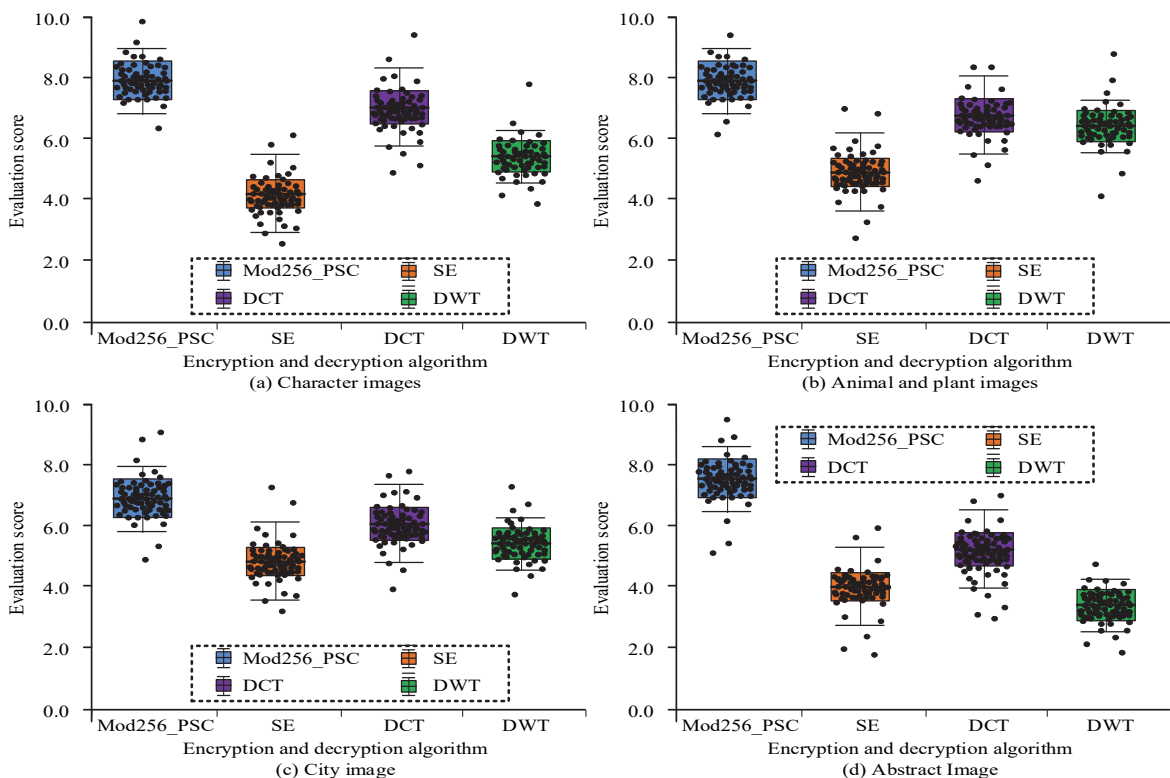 10.0
8.0
6.0
4.0
2.0
0.0
Evaluation score
Mod256_PSC SE
DCT DWT
Mod256_PSC SE DCT DWT
Encryption and decryption algorithm
(a) Character images
10.0
8.0
6.0
4.0
2.0
0.0
Evaluation score
Mod256_PSC SE
DCT DWT
Mod256_PSC SE DCT DWT
Encryption and decryption algorithm
(b) Animal and plant images
10.0
8.0
6.0
4.0
2.0
0.0
Evaluation score
Mod256_PSC SE
DCT DWT
Mod256_PSC SE DCT DWT
Encryption and decryption algorithm
(c) City image
10.0
8.0
6.0
4.0
2.0
0.0
Evaluation score
Mod256_PSC SE
DCT DWT
Mod256_PSC SE DCT DWT
Encryption and decryption algorithm
(d) Abstract Image